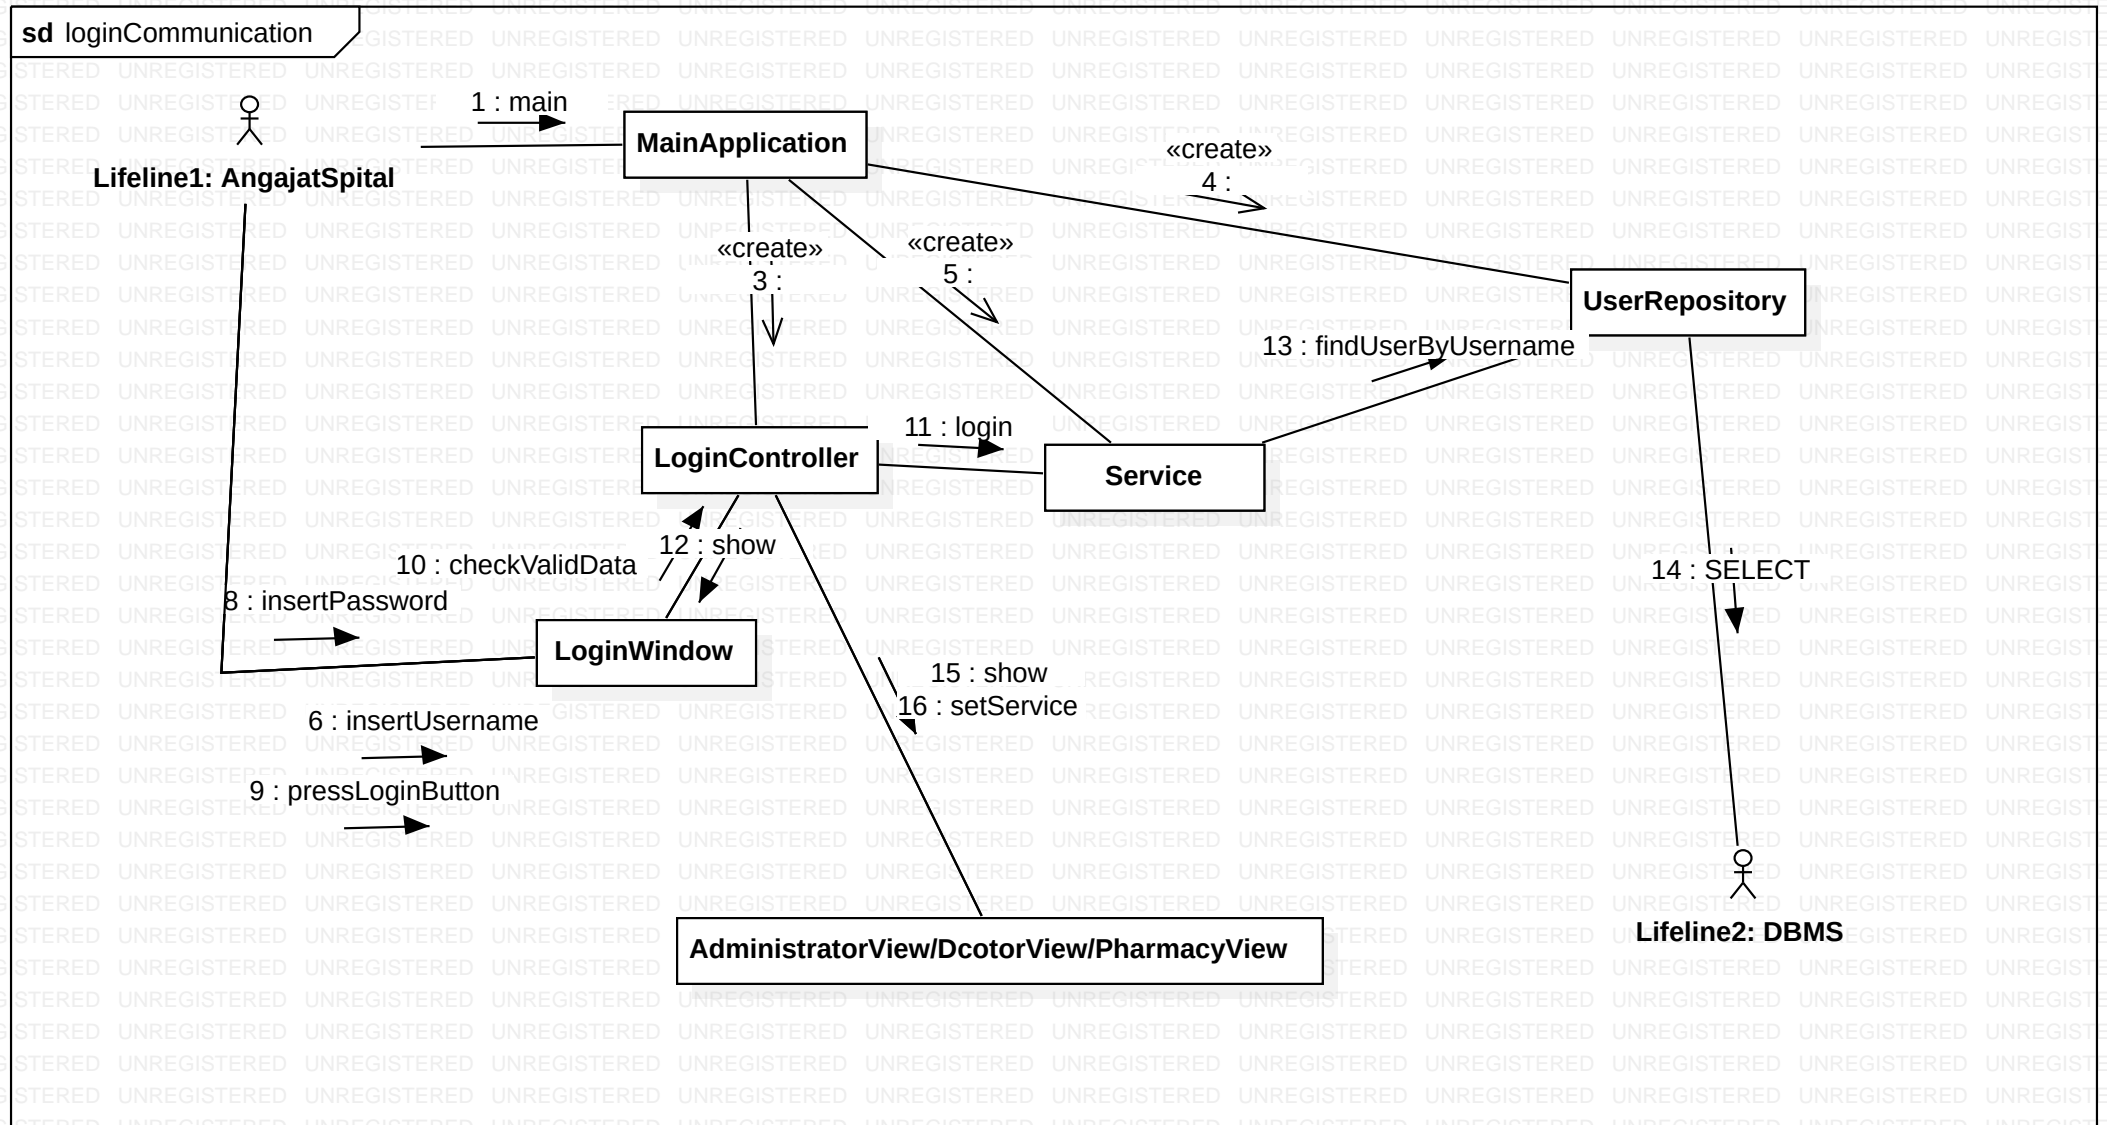 sd loginCommunication
1 : main
MainApplication
Lifeline1: AngajatSpital
«create»
4 :
«create»
3 :
«create»
5 :
UserRepository
13 : findUserByUsername
11 : login
LoginController
Service
12 : show
10 : checkValidData
14 : SELECT
8 : insertPassword
LoginWindow
15 : show
16 : setService
6 : insertUsername
9 : pressLoginButton
Lifeline2: DBMS
AdministratorView/DcotorView/PharmacyView
UNREGISTERED